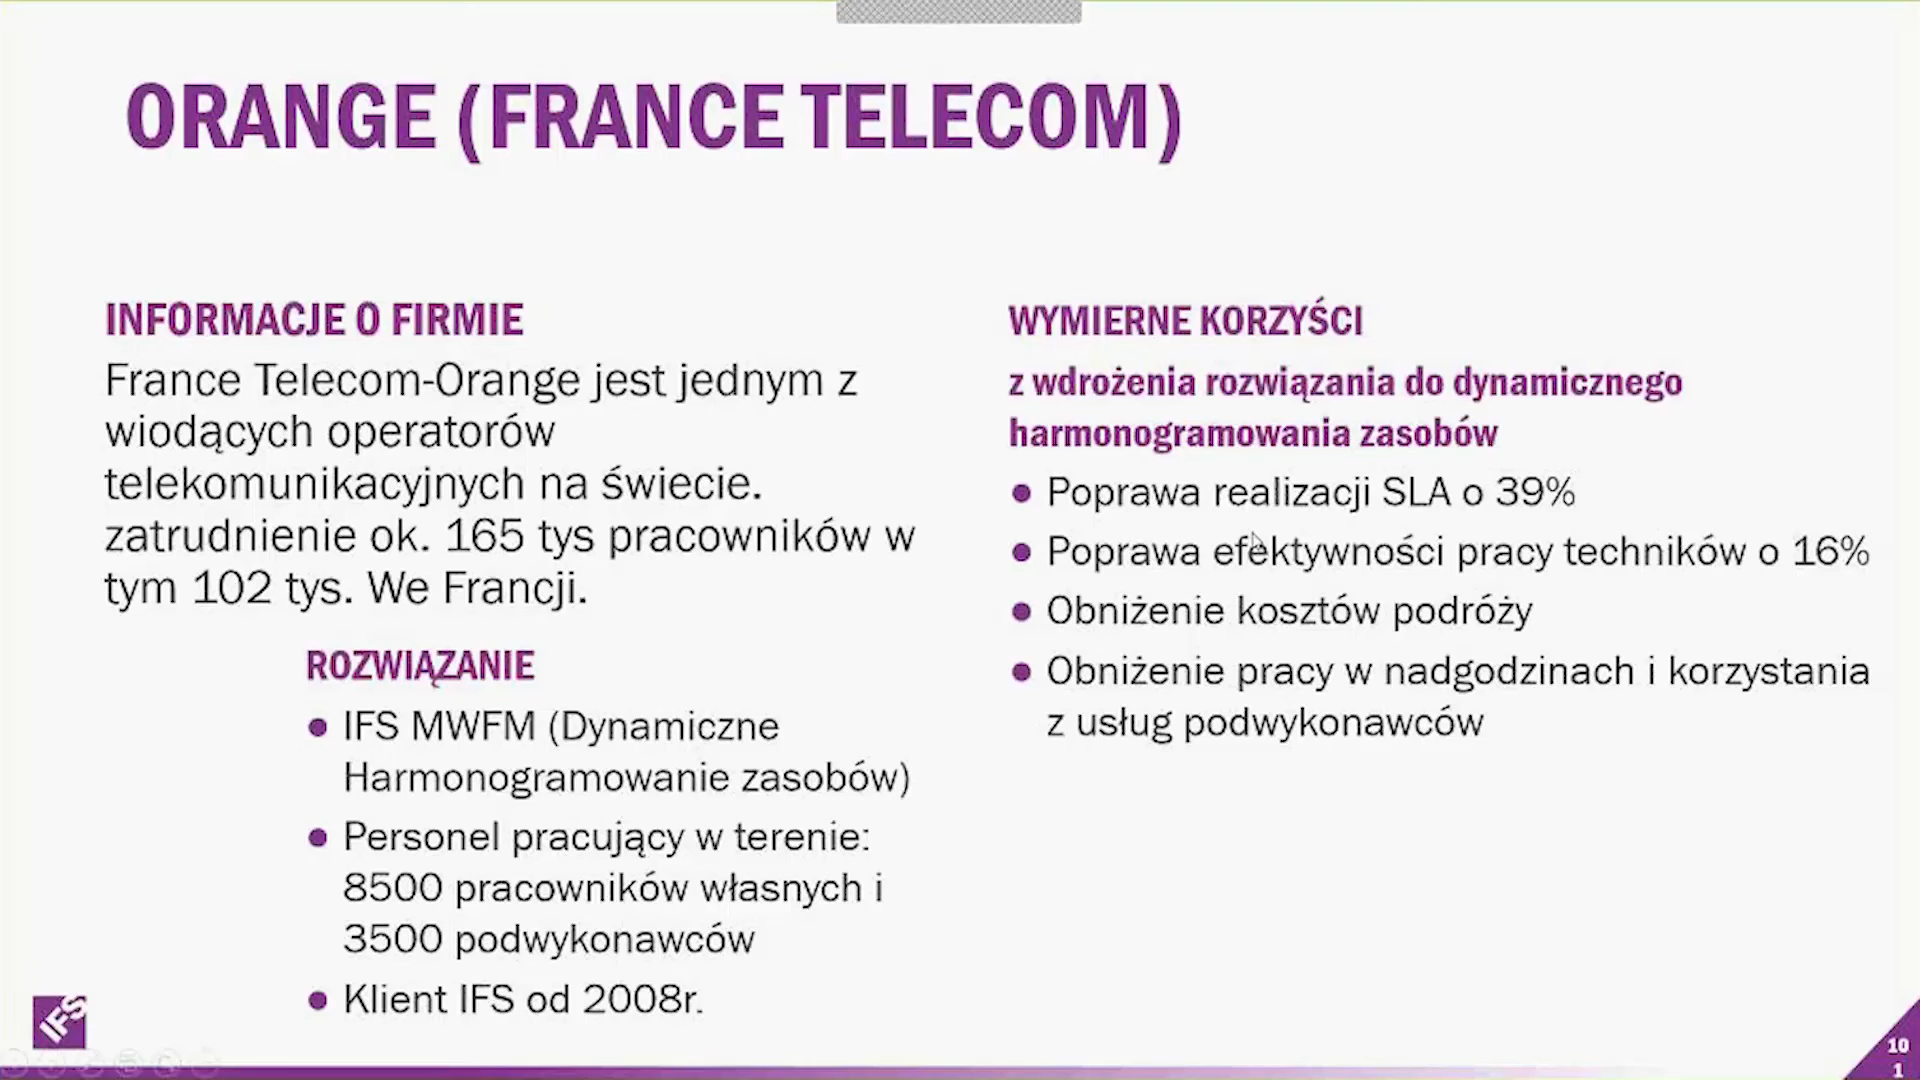 ORANGE (FRANCE TELECOM)
INFORMACJE O FIRMIE
France Telecom-Orange jest jednym z
wiodących operatorów
telekomunikacyjnych na świecie.
zatrudnienie ok. 165 tys pracowników w
tym 102 tys. We Francji.
ROZWIĄZANIE
● IFS MWFM (Dynamiczne
Harmonogramowanie zasobów)
● Personel pracujący w terenie:
8500 pracowników własnych i
3500 podwykonawców
● Klient IFS od 2008r.
WYMIERNE KORZYŚCI
z wdrożenia rozwiązania do dynamicznego
harmonogramowania zasobów
● Poprawa realizacji SLA o 39%
● Poprawa efektywności pracy techników o 16%
● Obniżenie kosztów podróży
● Obniżenie pracy w nadgodzinach i korzystania
z usług podwykonawców
IFS
10
1